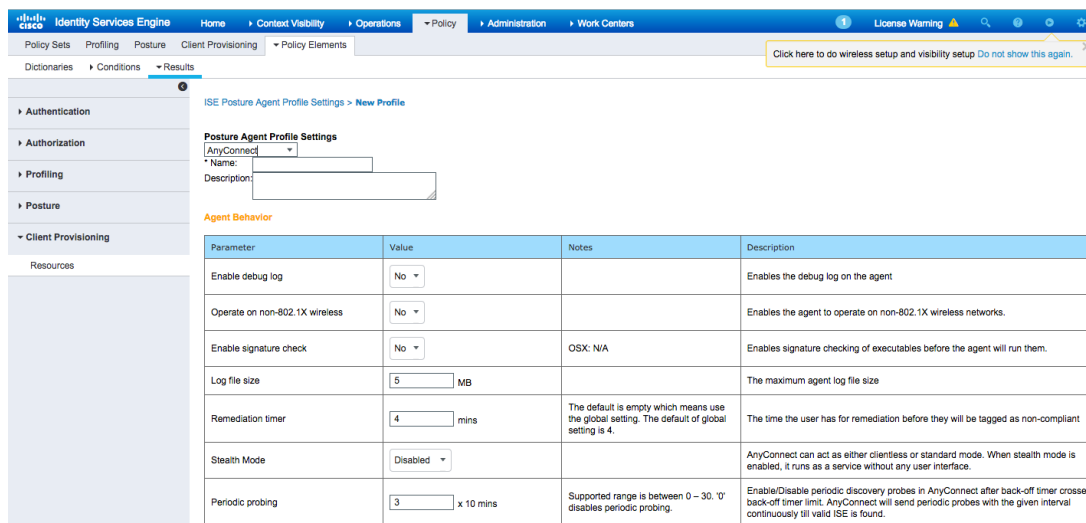 cisco Identity Services Engine Home Context Visibility Operations Policy Administration Work Centers 1 License Warning
Policy Sets Profiling Posture Client Provisioning Policy Elements
Click here to do wireless setup and visibility setup Do not show this again.
Dictionaries Conditions Results
Authentication
Authorization
Profiling
Posture
Client Provisioning
Resources
ISE Posture Agent Profile Settings > New Profile
Posture Agent Profile Settings
AnyConnect
* Name:
Description:
Agent Behavior
Parameter Value Notes Description
Enable debug log No Enables the debug log on the agent
Operate on non-802.1X wireless No Enables the agent to operate on non-802.1X wireless networks.
Enable signature check No OSX: N/A Enables signature checking of executables before the agent will run them.
Log file size 5 MB The maximum agent log file size
Remediation timer 4 mins
The default is empty which means use
the global setting. The default of global
setting is 4.
The time the user has for remediation before they will be tagged as non-compliant
Stealth Mode Disabled
AnyConnect can act as either clientless or standard mode. When stealth mode is
enabled, it runs as a service without any user interface.
Periodic probing 3 x 10 mins
Supported range is between 0 – 30. '0'
disables periodic probing.
Enable/Disable periodic discovery probes in AnyConnect after back-off timer crosse
back-off timer limit. AnyConnect will send periodic probes with the given interval
continuously till valid ISE is found.